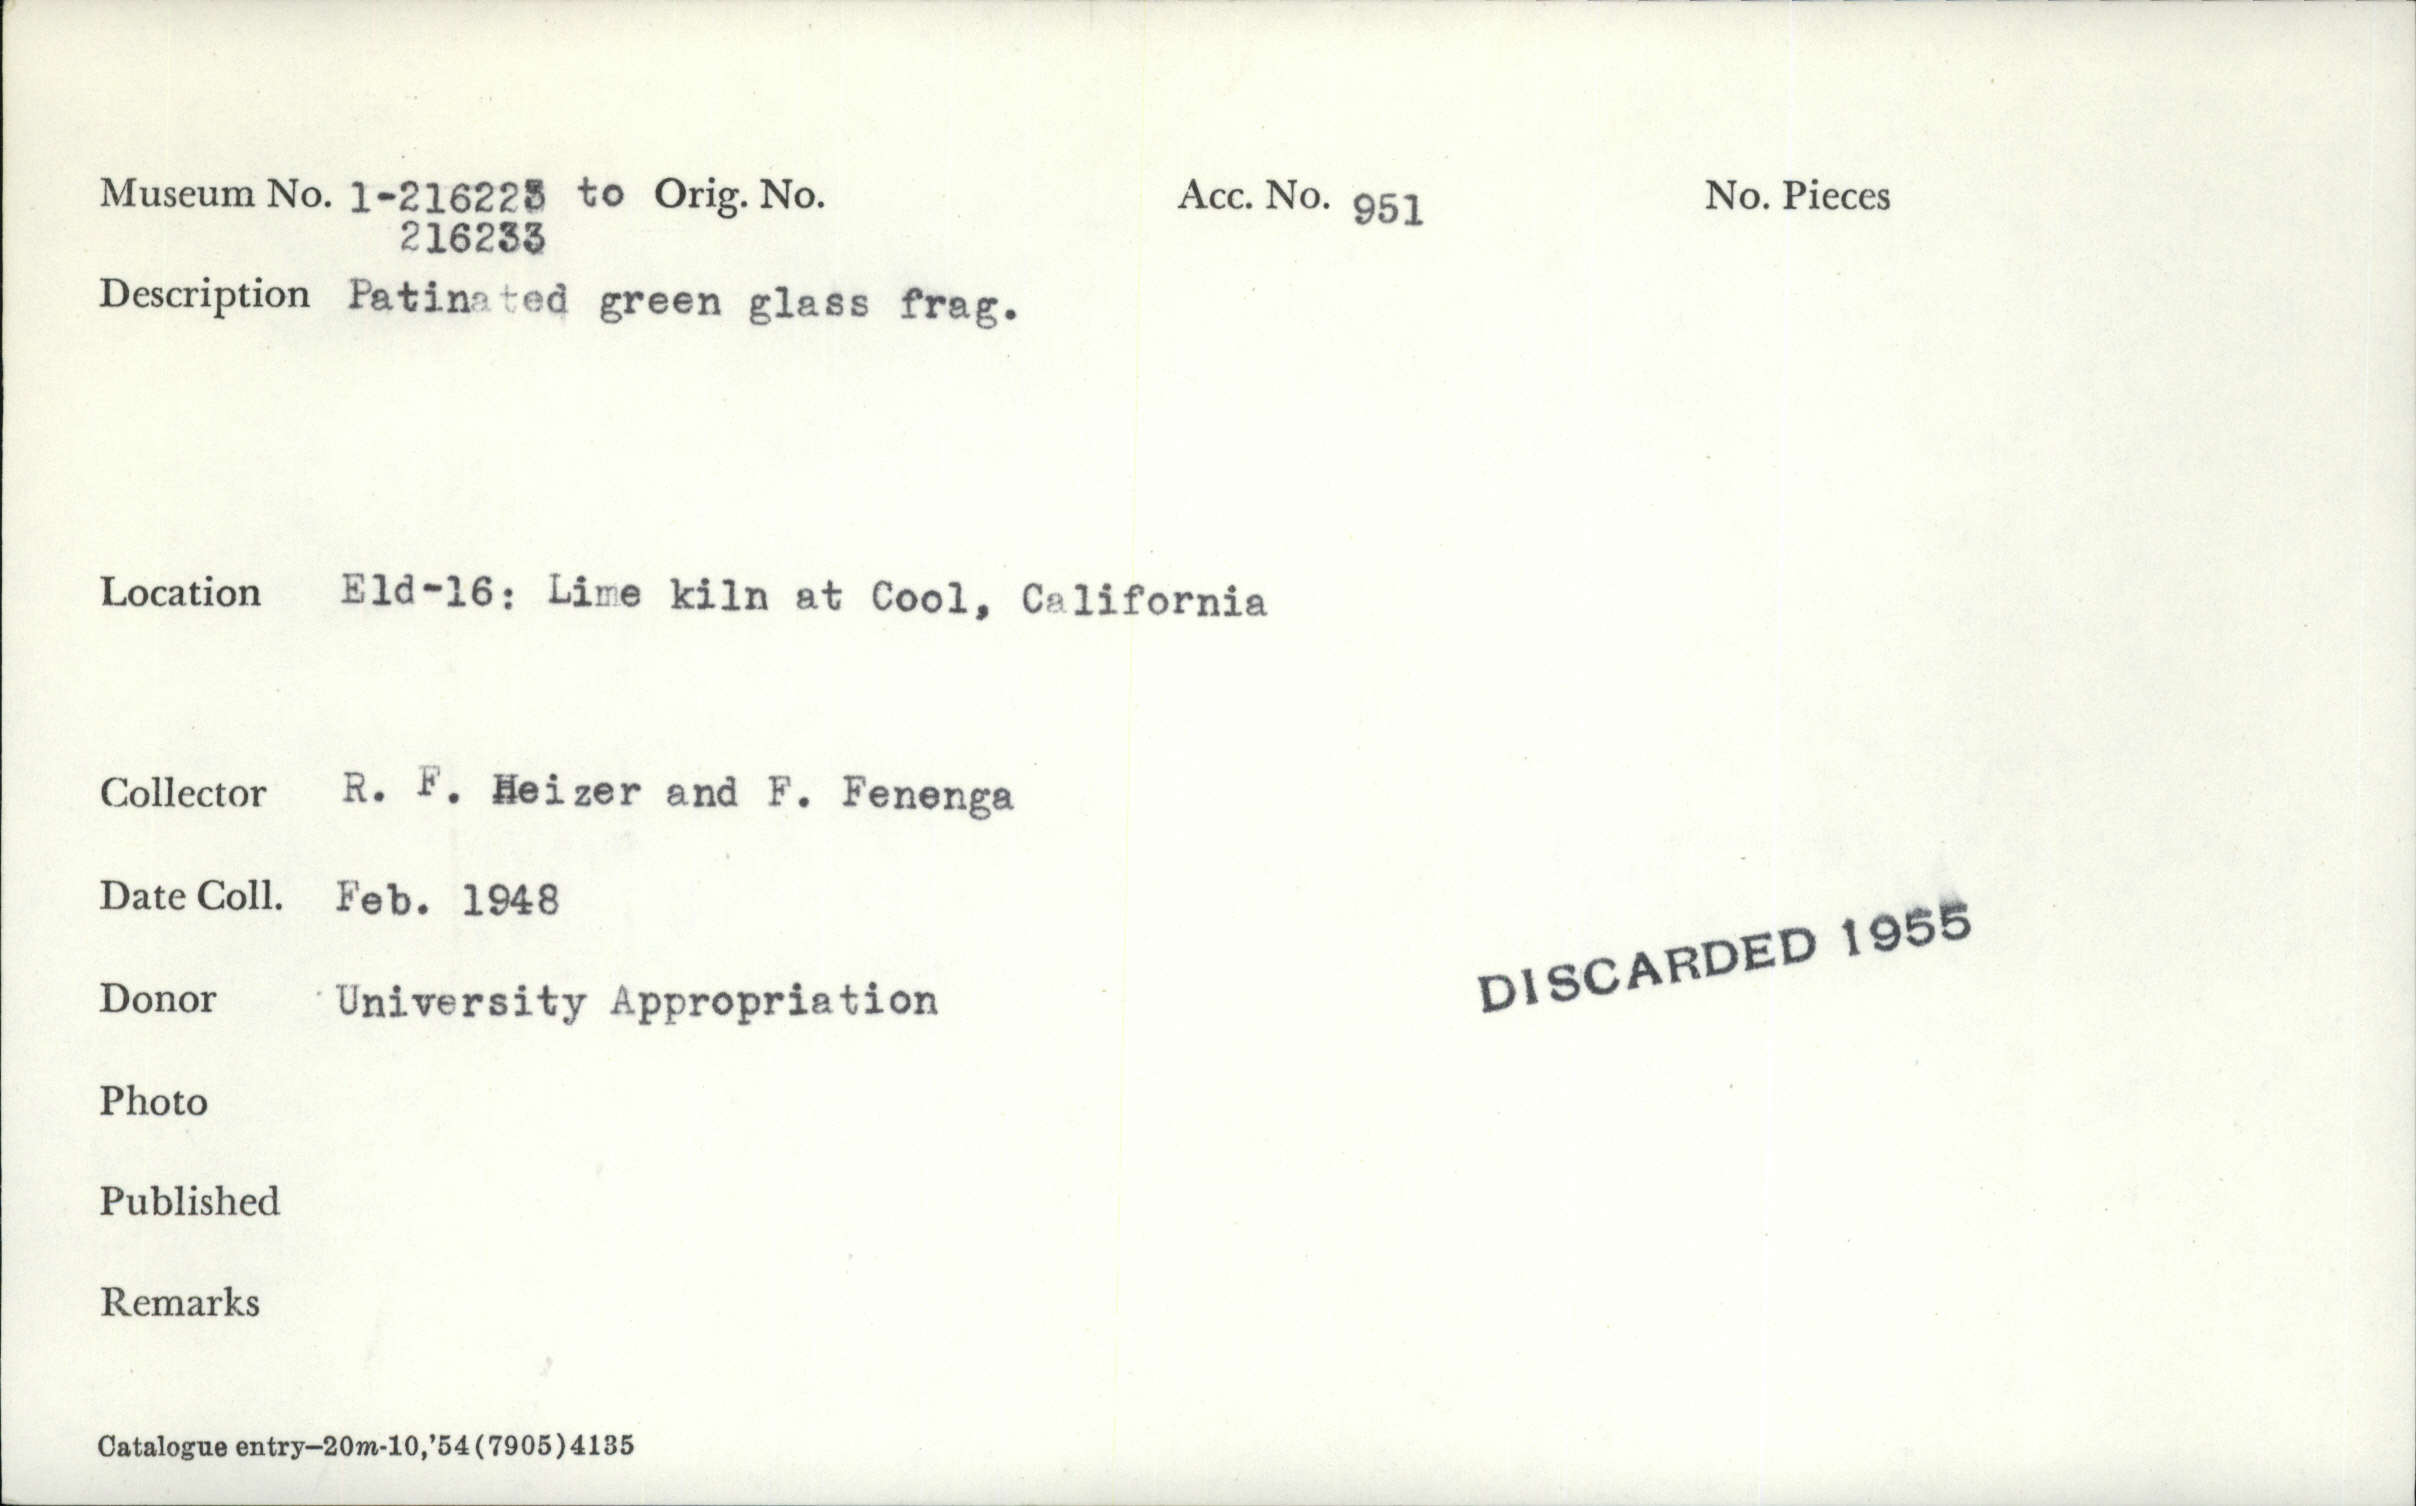 Museum No. 1-216223 to Orig. No. Acc. No. 951 No. Pieces
216233
Description Patinated green glass frag.
Location Eld-16: Lime kiln at Cool, California
Collector R. F. Heizer and F. Fenenga
Date Coll. Feb. 1948
DISCARDED 1955
Donor University Appropriation
Photo
Published
Remarks
Catalogue entry—20m-10,'54(7905)4135